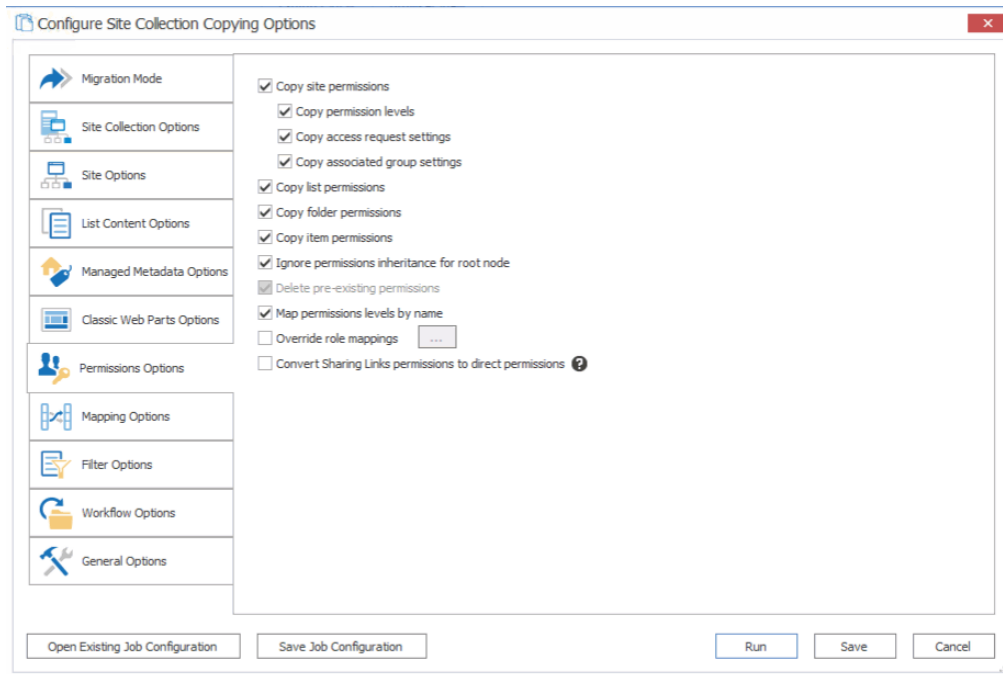 Configure Site Collection Copying Options
Migration Mode
Site Collection Options
Site Options
List Content Options
Managed Metadata Options
Classic Web Parts Options
Permissions Options
Mapping Options
Filter Options
Workflow Options
General Options
Copy site permissions
Copy permission levels
Copy access request settings
Copy associated group settings
Copy list permissions
Copy folder permissions
Copy item permissions
Ignore permissions inheritance for root node
Delete pre-existing permissions
Map permissions levels by name
Override role mappings ...
Convert Sharing Links permissions to direct permissions ?
Open Existing Job Configuration Save Job Configuration Run Save Cancel